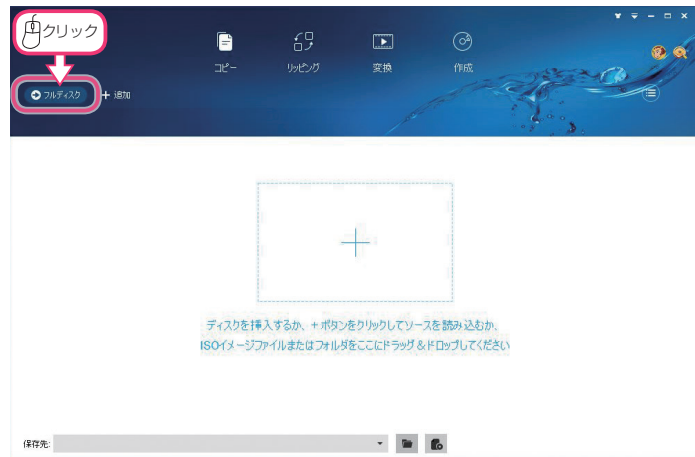 クリック
コピー
リッピング
変換
作成
フルディスク
追加
ディスクを挿入するか、+ボタンをクリックしてソースを読み込むか、
ISOイメージファイルまたはフォルダをここにドラッグ&ドロップしてください
保存先: